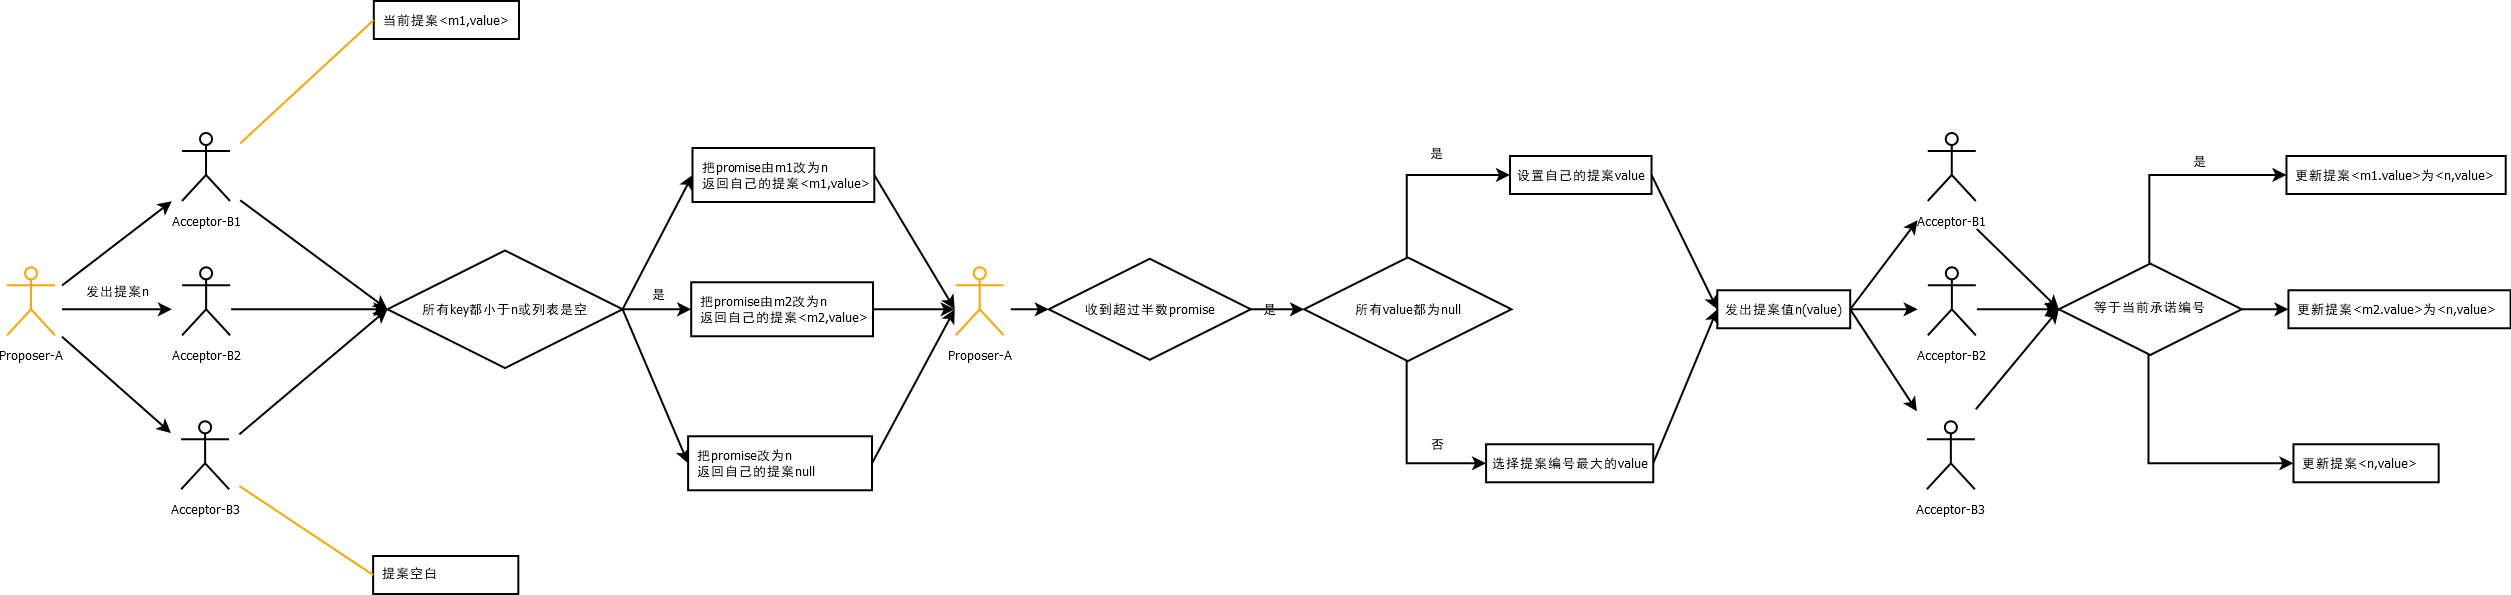 当前提案<m1,value>
Acceptor-B1
发出提案n
Proposer-A
Acceptor-B2
Acceptor-B3
提案空白
所有key都小于n或列表是空
是
把promise由m1改为n
返回自己的提案<m1,value>
把promise由m2改为n
返回自己的提案<m2,value>
把promise改为n
返回自己的提案null
Proposer-A
收到超过半数promise
是
所有value都为null
是
设置自己的提案value
否
选择提案编号最大的value
发出提案值n(value)
Acceptor-B1
Acceptor-B2
Acceptor-B3
等于当前承诺编号
是
更新提案<m1.value>为<n,value>
更新提案<m2.value>为<n,value>
更新提案<n,value>